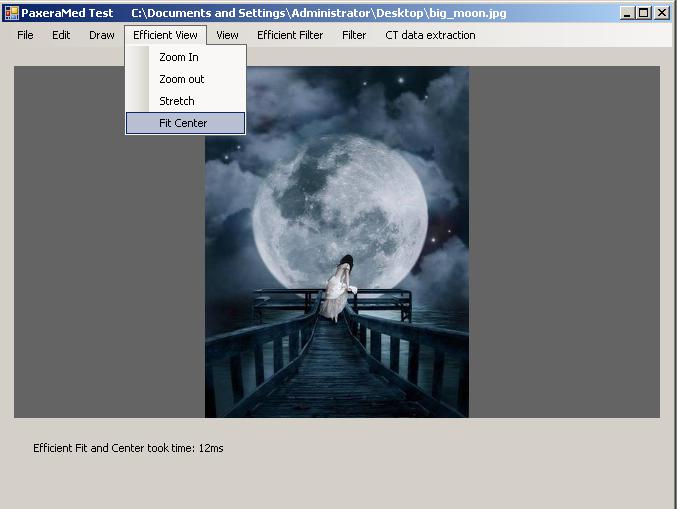 PaxeraMed Test C:\Documents and Settings\Administrator\Desktop\big_moon.jpg
File Edit Draw Efficient View View Efficient Filter Filter CT data extraction
Zoom In
Zoom out
Stretch
Fit Center
Efficient Fit and Center took time: 12ms